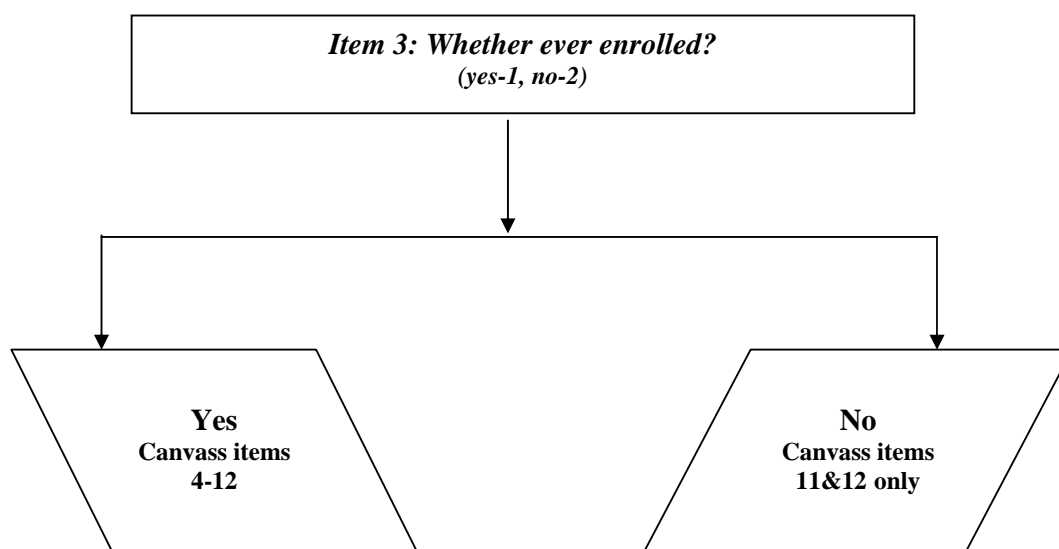 Item 3: Whether ever enrolled?
(yes-1, no-2)
Yes
Canvass items
4-12
No
Canvass items
11&12 only